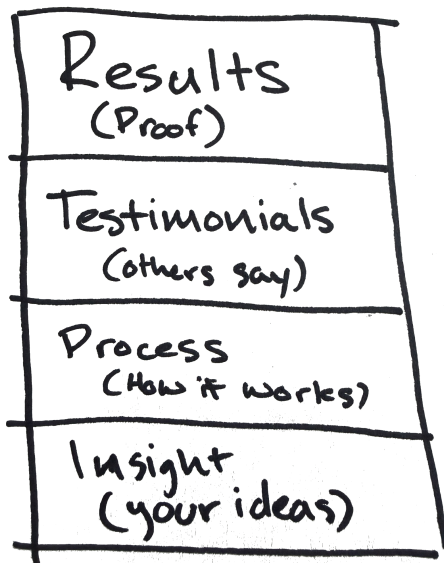 Results
(Proof)
Testimonials
(others say)
Process
(How it works)
Insight
(your ideas)